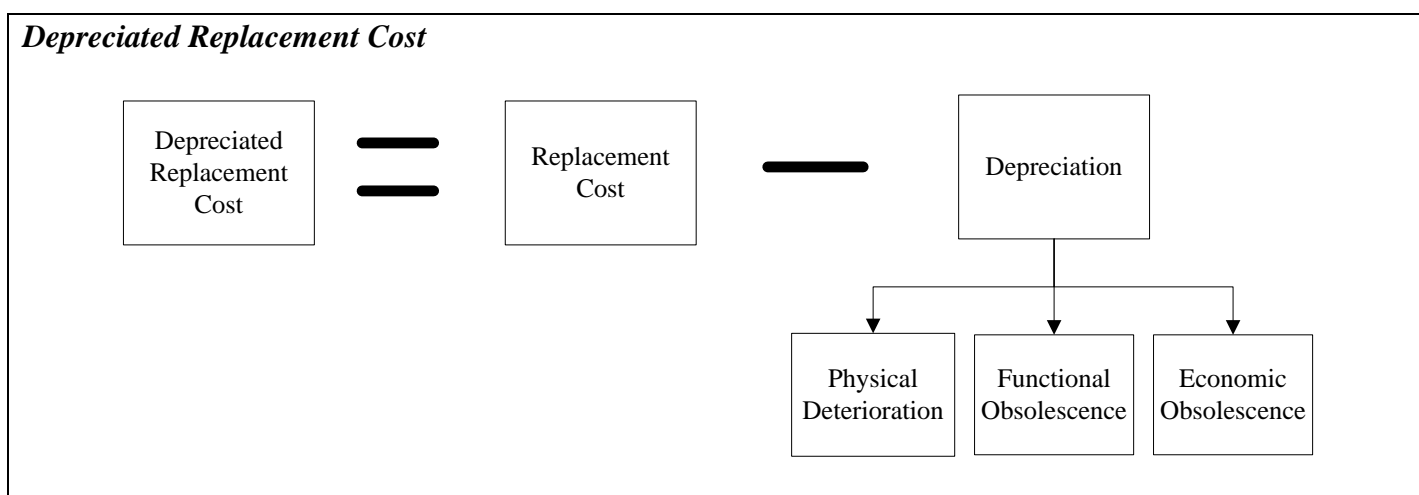 Depreciated Replacement Cost
Depreciated
Replacement
Cost
Replacement
Cost
Depreciation
Physical
Deterioration
Functional
Obsolescence
Economic
Obsolescence